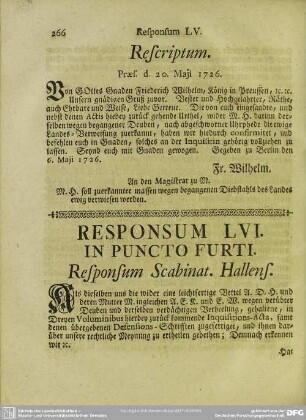 266 Responsum LV.
Rescriptum.
Præs. d. 20. Maji 1726.
Von GOttes Gnaden Friederich Wilhelm, König in Preussen, ꝛc. ꝛc.
Unsern gnädigen Gruß zuvor. Vester und Hochgelahrter, Räthe,
auch Ehrbare und Weise, Liebe Getreue. Die von euch eingesandte, und
nebst denen Actis hiebey zurück gehende Urthel, wider M. H. darinn der-
selben wegen begangener Deuben, nach abgeschworner Uhrphede die ewige
Landes-Verweisung zuerkannt, haben wir hiedurch confirmiret, und
befehlen euch in Gnaden, solches an der Inquisitin gehörig vollziehen zu
lassen. Seynd euch mit Gnaden gewogen. Gegeben zu Berlin den
6. Maji 1726.
Fr. Wilhelm.
An den Magistrat zu M.
M. H. soll zuerkannter massen wegen begangenen Diebstahls des Landes
ewig verwiesen werden.
RESPONSUM LVI.
IN PUNCTO FURTI.
Responsum Scabinat. Hallens.
Als dieselben uns die wider eine leichtfertige Vettel A. D. H. und
deren Mutter M. ingleichen A. E. K. und E. W. wegen verübter
Deuben und derselben verdächtigen Verheelung, gehaltene, in
Dreyen Voluminibus hierbey zurück kommende Inquisitions-Acta, samt
denen übergebenen Defensions-Schrifften zugefertiget, und ihnen dar-
über unsere rechtliche Meynung zu ertheilen gebethen; Demnach erkennen
wir ꝛc.
Hat